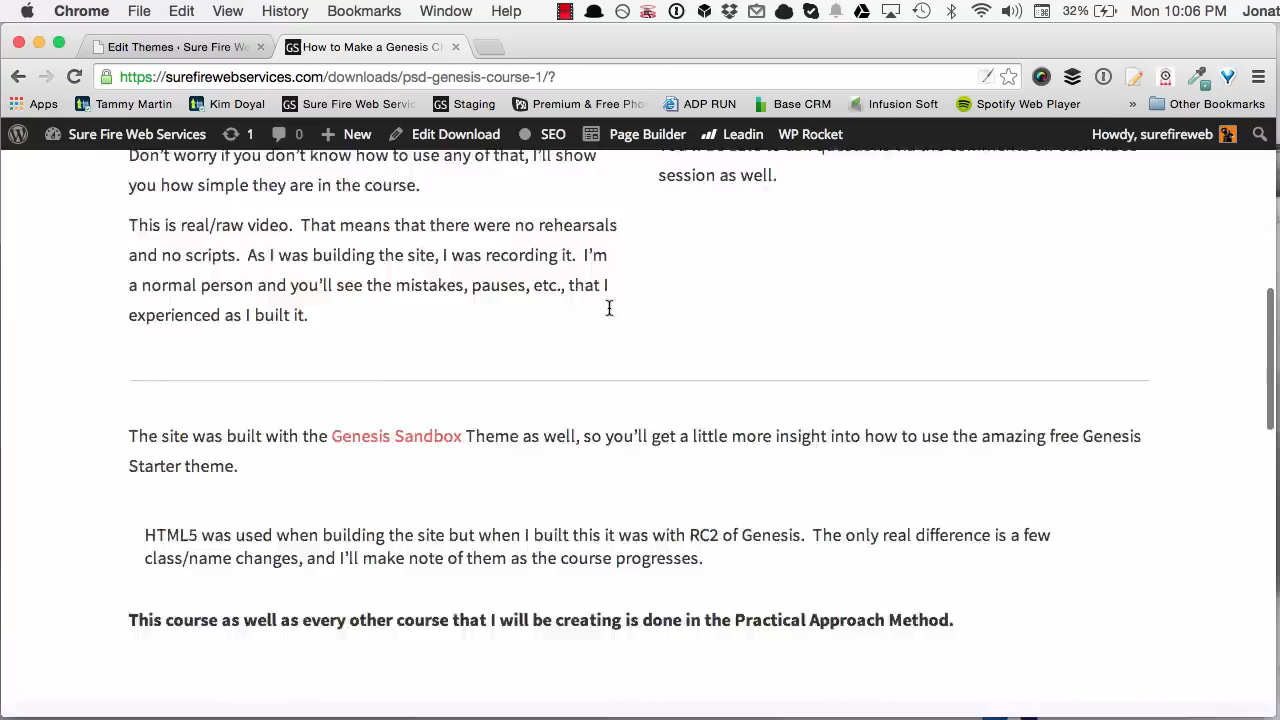 Chrome File Edit View History Bookmarks Window Help 32% Mon 10:06 PM Jona
Edit Themes ‹ Sure Fire We
GS How to Make a Genesis Ch
https://surefirewebservices.com/downloads/psd-genesis-course-1/?
Apps Tammy Martin Kim Doyal GS Sure Fire Web Servic GS Staging Premium & Free Pho ADP RUN Base CRM Infusion Soft Spotify Web Player » Other Bookmarks
Sure Fire Web Services 1 0 New Edit Download SEO Page Builder Leadin WP Rocket Howdy, surefireweb
Don't worry if you don't know how to use any of that, I'll show
you how simple they are in the course.
session as well.
This is real/raw video. That means that there were no rehearsals
and no scripts. As I was building the site, I was recording it. I'm
a normal person and you'll see the mistakes, pauses, etc., that I
experienced as I built it.
The site was built with the Genesis Sandbox Theme as well, so you'll get a little more insight into how to use the amazing free Genesis
Starter theme.
HTML5 was used when building the site but when I built this it was with RC2 of Genesis. The only real difference is a few
class/name changes, and I'll make note of them as the course progresses.
This course as well as every other course that I will be creating is done in the Practical Approach Method.